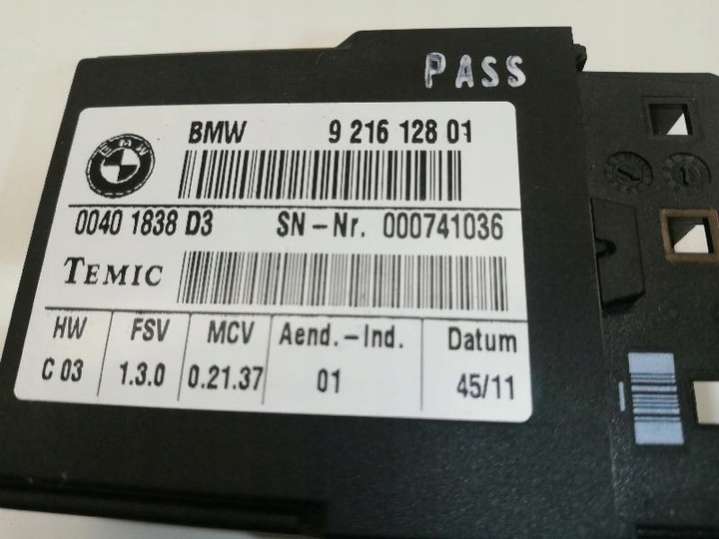 PASS
BMW 9 216 128 01
BMW
0040 1838 D3 SN-Nr. 000741036
TEMIC
HW FSV MCV Aend.-Ind. Datum
C 03 1.3.0 0.21.37 01 45/11